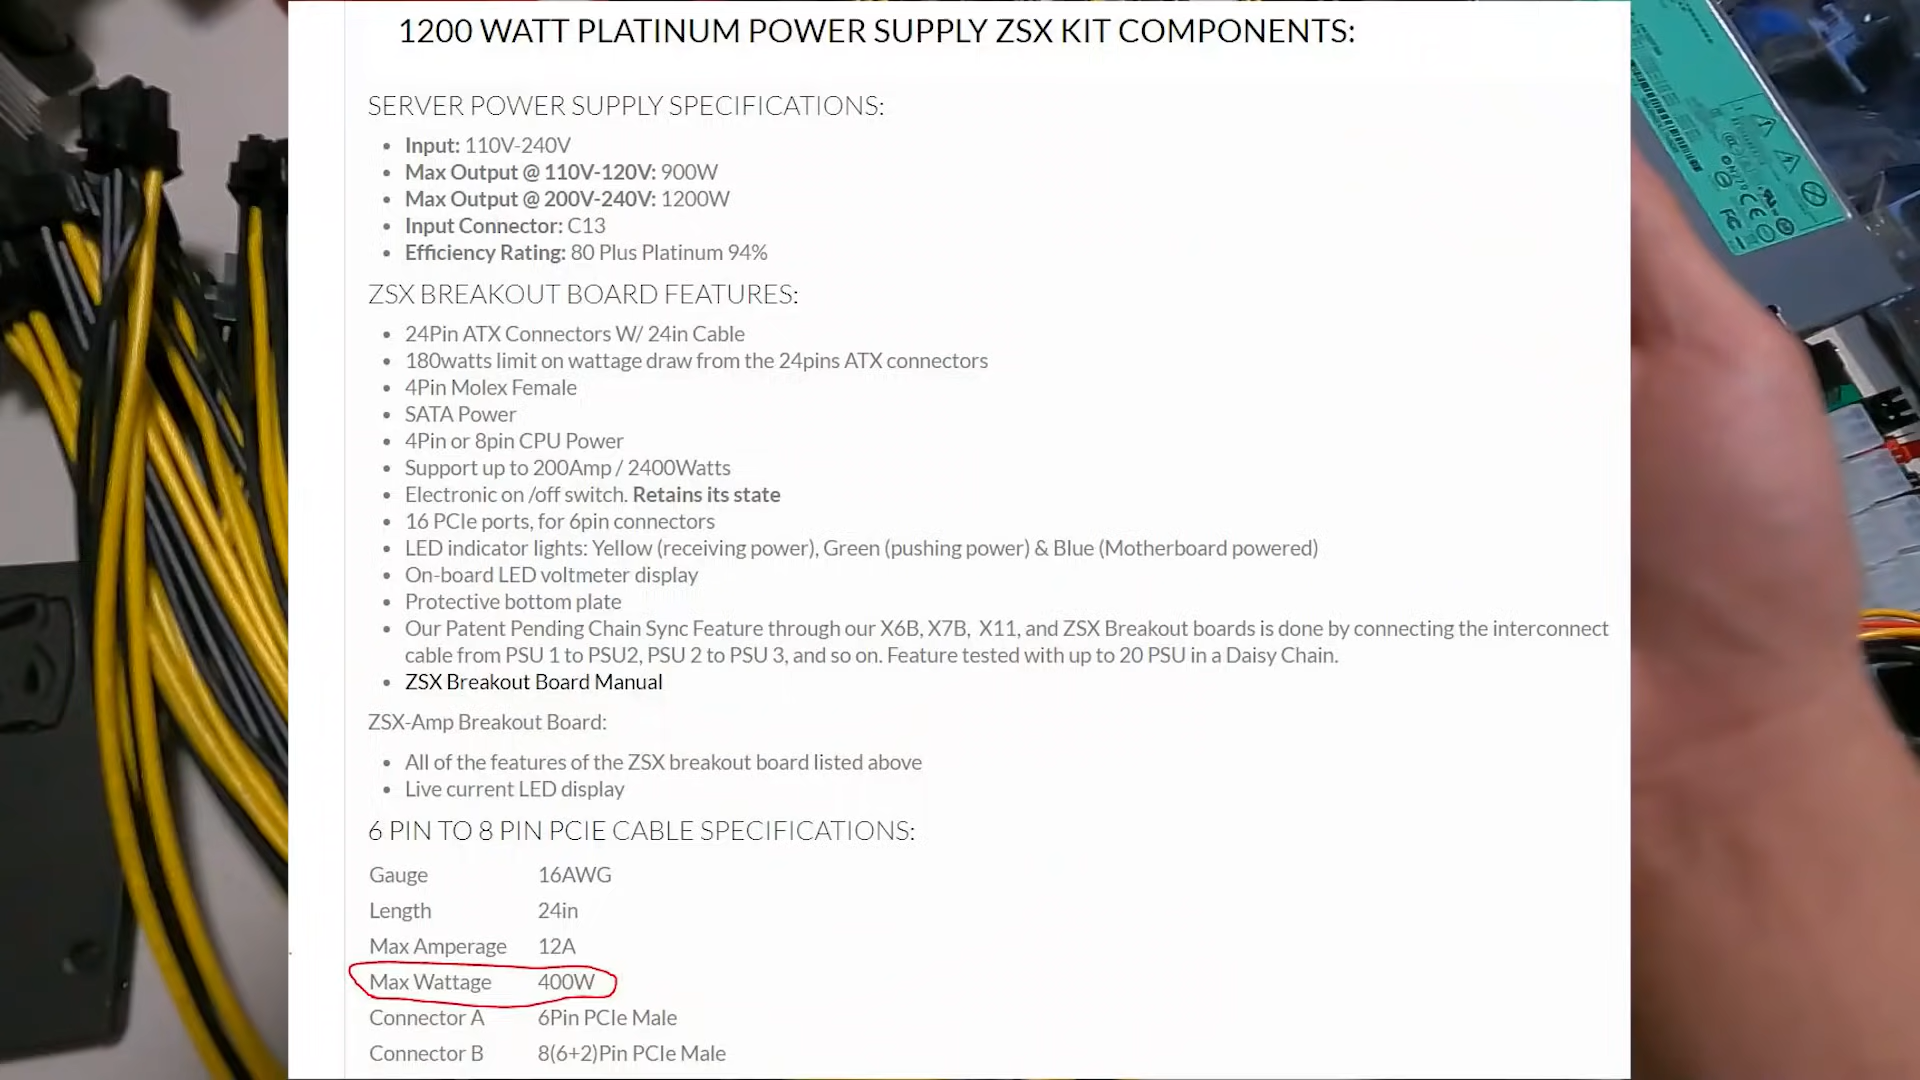 1200 WATT PLATINUM POWER SUPPLY ZSX KIT COMPONENTS:
SERVER POWER SUPPLY SPECIFICATIONS:
• Input: 110V-240V
• Max Output @ 110V-120V: 900W
• Max Output @ 200V-240V: 1200W
• Input Connector: C13
• Efficiency Rating: 80 Plus Platinum 94%
ZSX BREAKOUT BOARD FEATURES:
• 24Pin ATX Connectors W/ 24in Cable
• 180watts limit on wattage draw from the 24pins ATX connectors
• 4Pin Molex Female
• SATA Power
• 4Pin or 8pin CPU Power
• Support up to 200Amp / 2400Watts
• Electronic on /off switch. Retains its state
• 16 PCIe ports, for 6pin connectors
• LED indicator lights: Yellow (receiving power), Green (pushing power) & Blue (Motherboard powered)
• On-board LED voltmeter display
• Protective bottom plate
• Our Patent Pending Chain Sync Feature through our X6B, X7B, X11, and ZSX Breakout boards is done by connecting the interconnect
cable from PSU 1 to PSU2, PSU 2 to PSU 3, and so on. Feature tested with up to 20 PSU in a Daisy Chain.
• ZSX Breakout Board Manual
ZSX-Amp Breakout Board:
• All of the features of the ZSX breakout board listed above
• Live current LED display
6 PIN TO 8 PIN PCIE CABLE SPECIFICATIONS:
Gauge 16AWG
Length 24in
Max Amperage 12A
Max Wattage 400W
Connector A 6Pin PCIe Male
Connector B 8(6+2)Pin PCIe Male